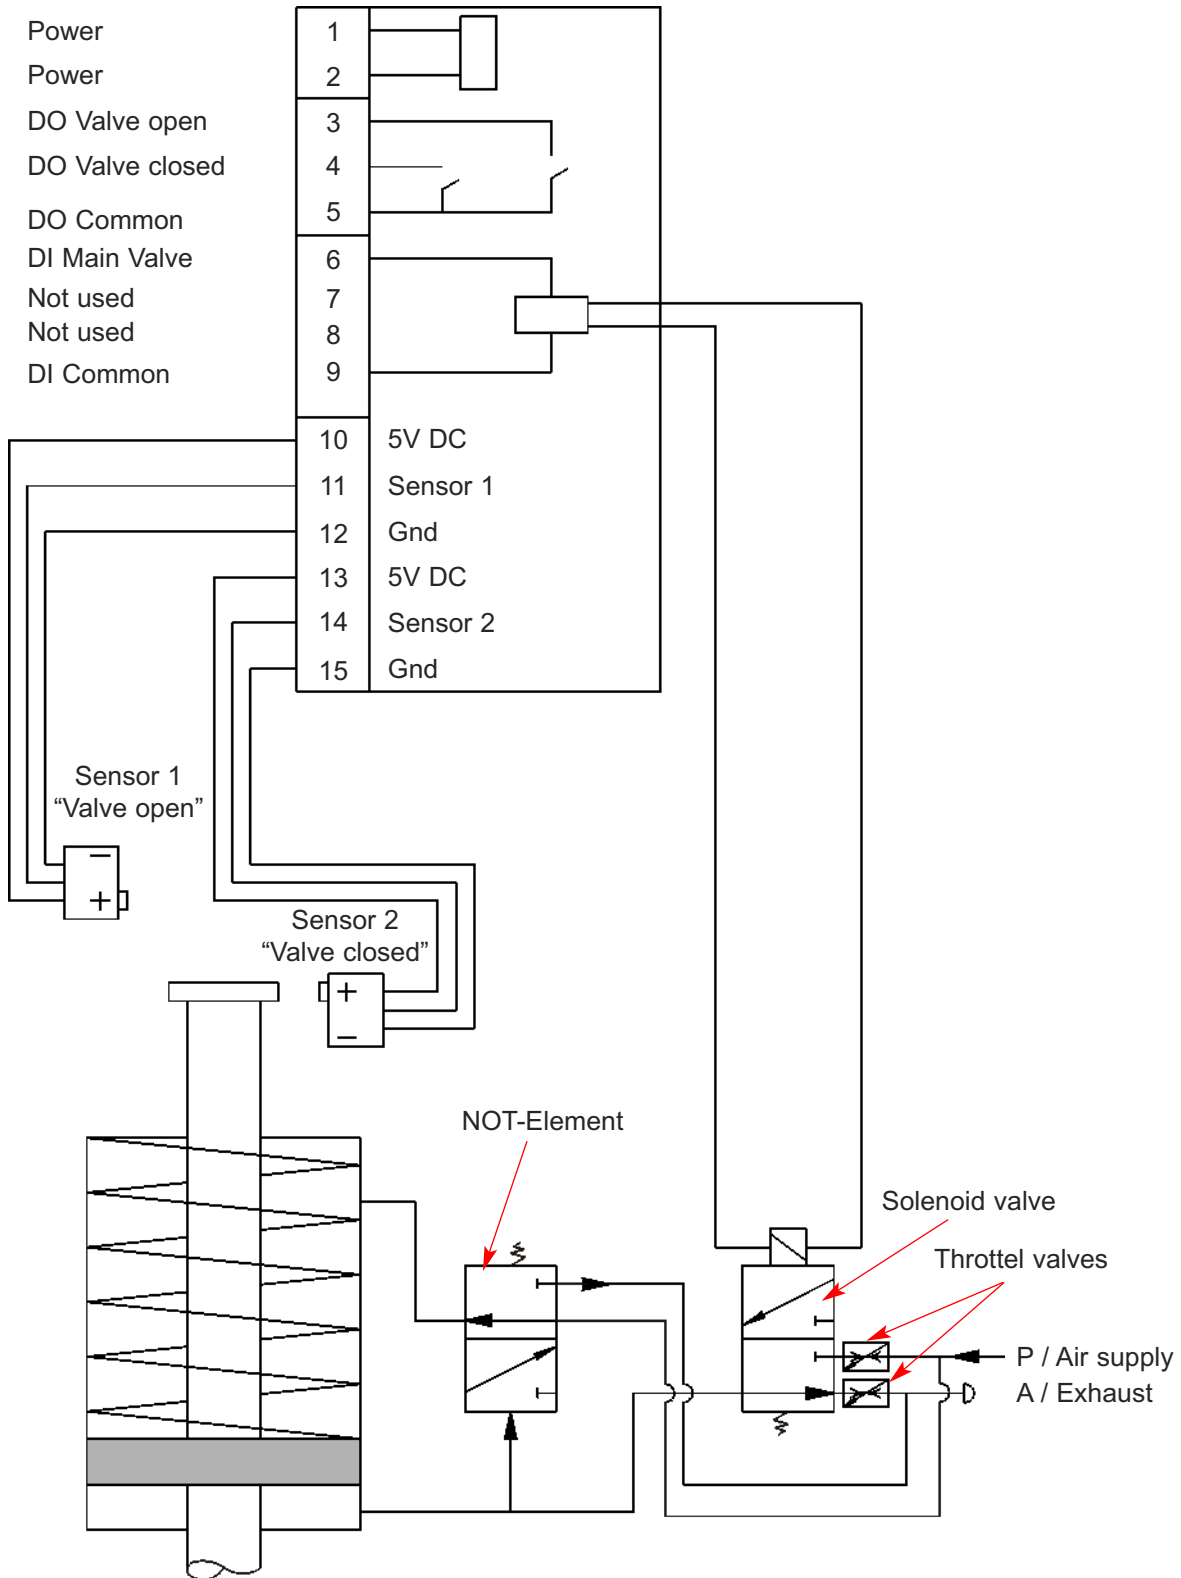 Power 1
Power 2
DO Valve open 3
DO Valve closed 4
DO Common 5
DI Main Valve 6
Not used 7
Not used 8
DI Common 9
10 5V DC
11 Sensor 1
12 Gnd
13 5V DC
14 Sensor 2
15 Gnd
Sensor 1
“Valve open”
Sensor 2
“Valve closed”
NOT-Element
Solenoid valve
Throttel valves
P / Air supply
A / Exhaust